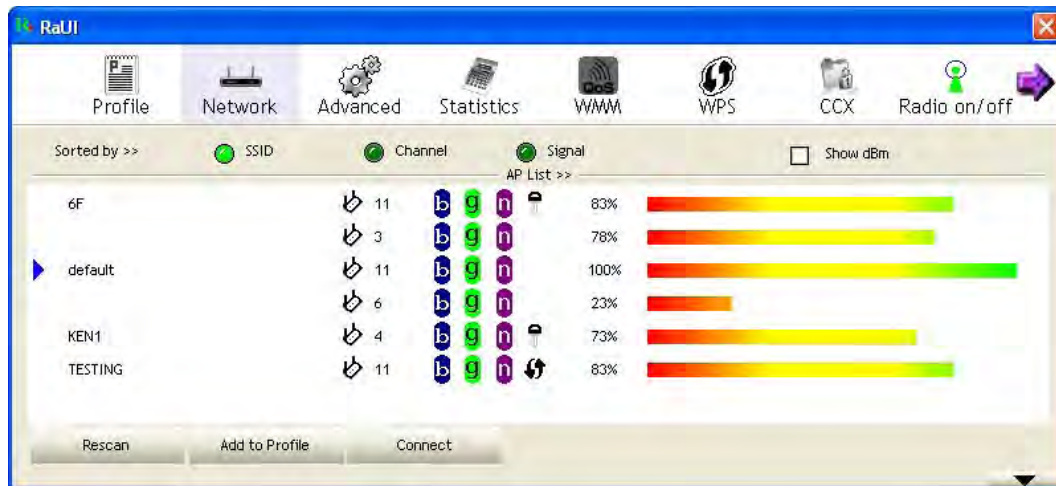 RaUI
Profile Network Advanced Statistics QoS WMM WPS CCX Radio on/off
Sorted by >> SSID Channel Signal Show dBm
AP List >>
6F 11 b g n 83%
3 b g n 78%
default 11 b g n 100%
6 b g n 23%
KEN1 4 b g n 73%
TESTING 11 b g n 83%
Rescan Add to Profile Connect